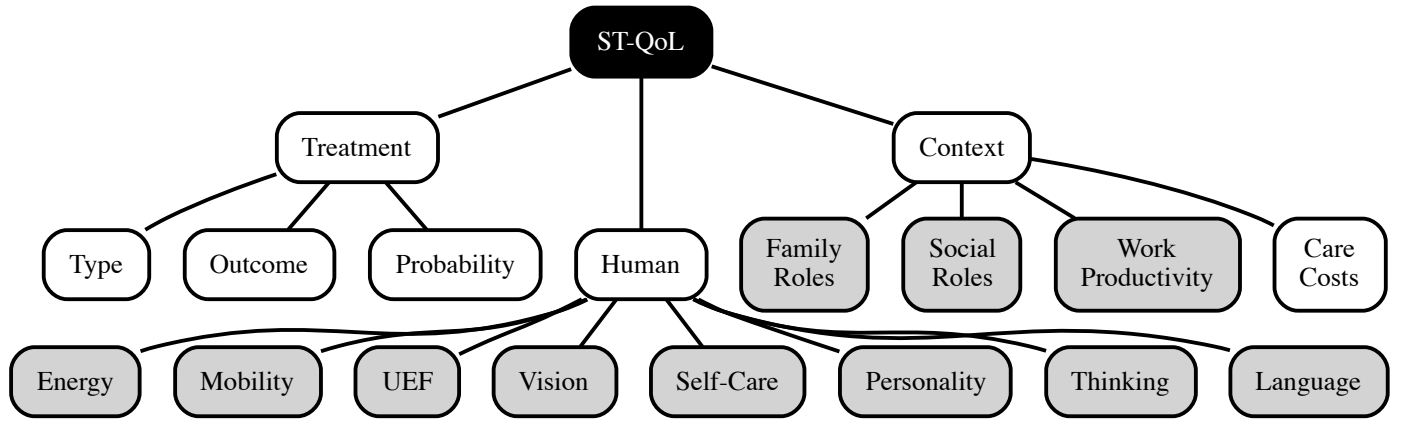 ST-QoL
Treatment
Context
Type
Outcome
Probability
Human
Family
Roles
Social
Roles
Work
Productivity
Care
Costs
Energy
Mobility
UEF
Vision
Self-Care
Personality
Thinking
Language